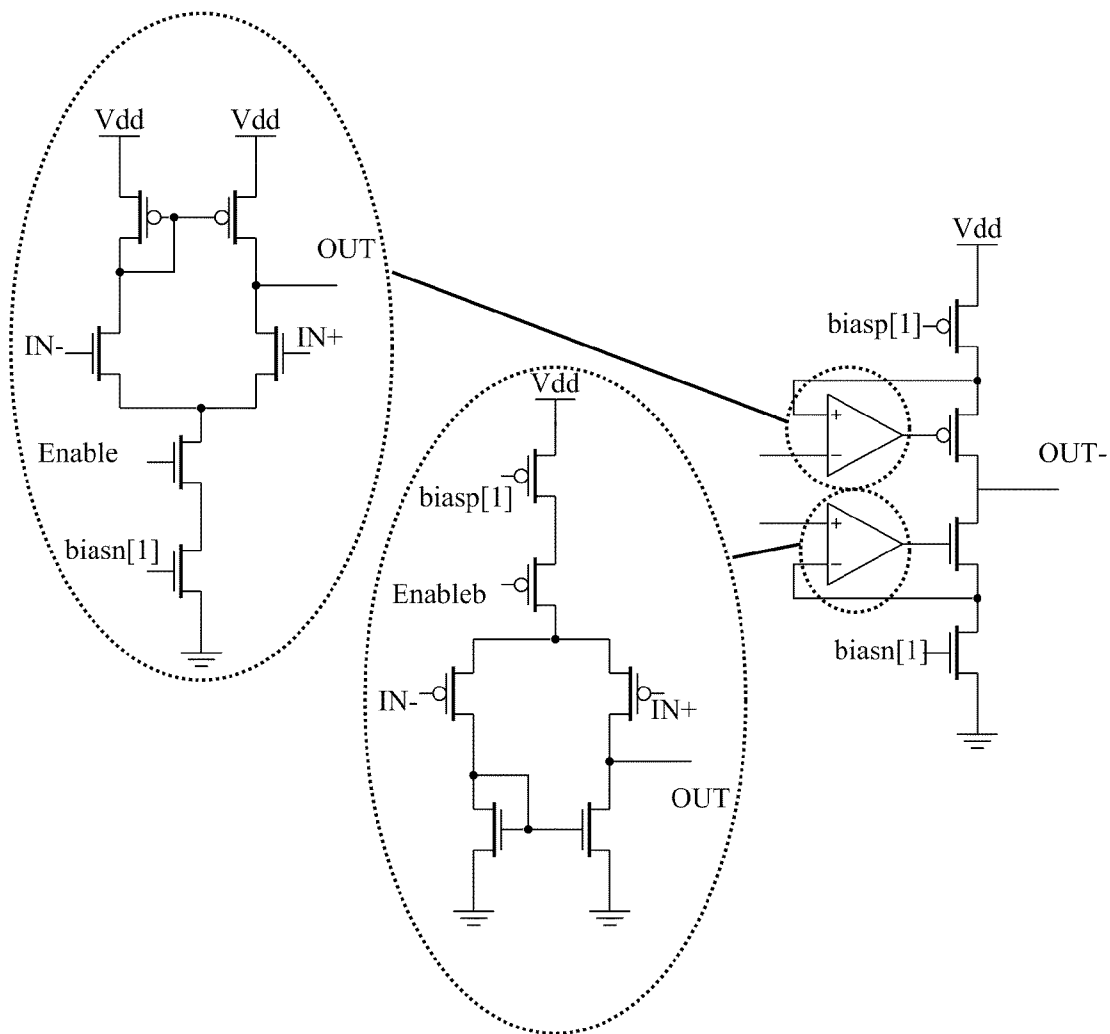 Vdd Vdd
OUT
IN- IN+
Enable
biasn[1]
Vdd
biasp[1]
Enableb
IN- IN+
OUT
Vdd
biasp[1]
+
−
OUT-
+
−
biasn[1]